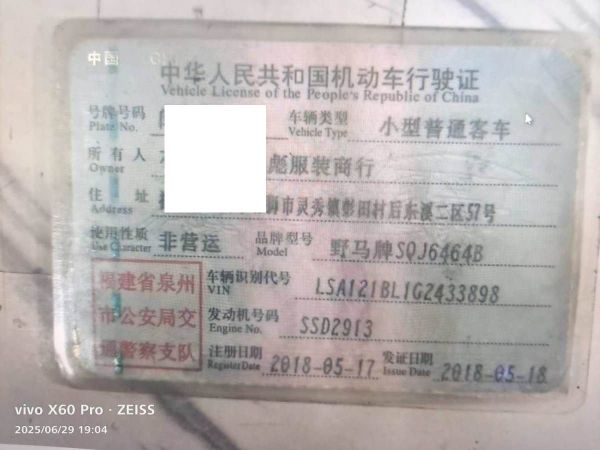 中国
中华人民共和国机动车行驶证
Vehicle License of the People's Republic of China
号牌号码
Plate No.
车辆类型 小型普通客车
Vehicle Type
所有人 彪服装商行
Owner
住址 狮市灵秀镇彭田村后东溪二区57号
Address
使用性质 非营运
Use Character
品牌型号 野马牌SQJ6464B
Model
福建省泉州
市公安局交
通警察支队
车辆识别代号 LSA121BL1G2433898
VIN
发动机号码 SSD2913
Engine No.
注册日期 2018-05-17
Register Date
发证日期 2018-05-18
Issue Date
vivo X60 Pro · ZEISS
2025/06/29 19:04